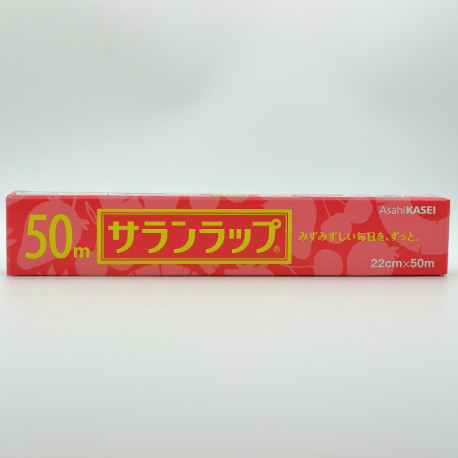 50m
サランラップ®
みずみずしい毎日を、ずっと。
AsahiKASEI
22cm×50m